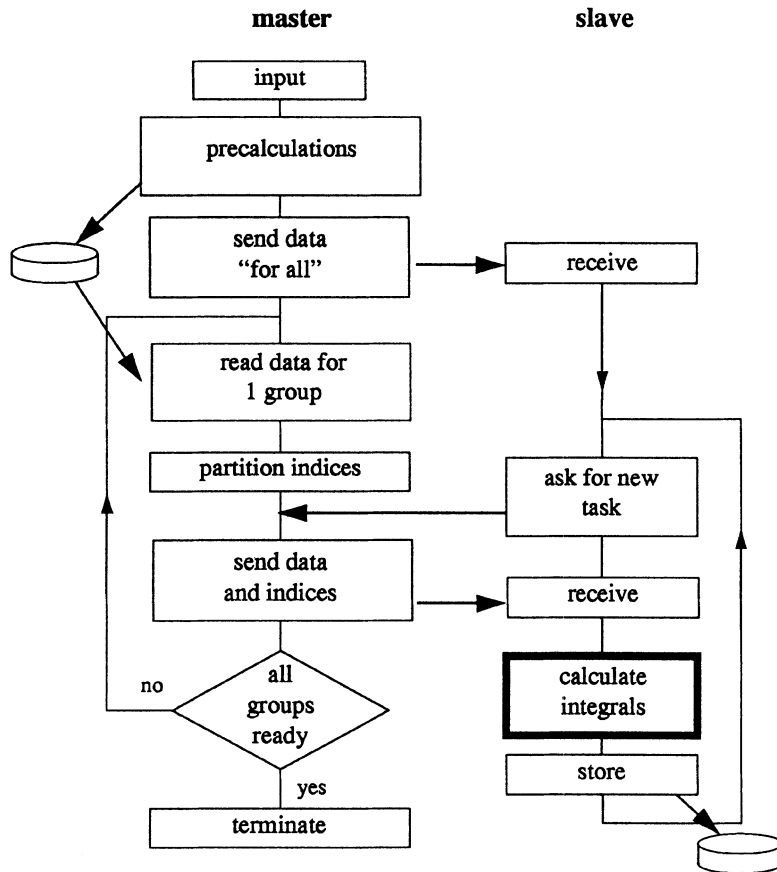 master
slave
input
precalculations
send data
“for all”
receive
read data for
1 group
partition indices
ask for new
task
send data
and indices
receive
no
all
groups
ready
calculate
integrals
yes
store
terminate